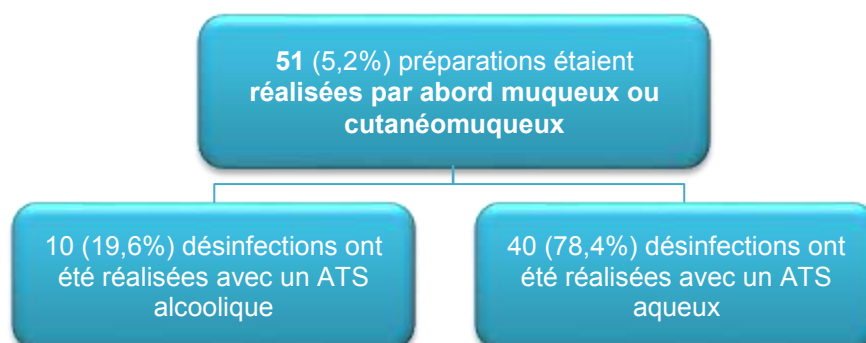 51 (5,2%) préparations étaient
réalisées par abord muqueux ou
cutanéomuqueux
10 (19,6%) désinfections ont
été réalisées avec un ATS
alcoolique
40 (78,4%) désinfections ont
été réalisées avec un ATS
aqueux